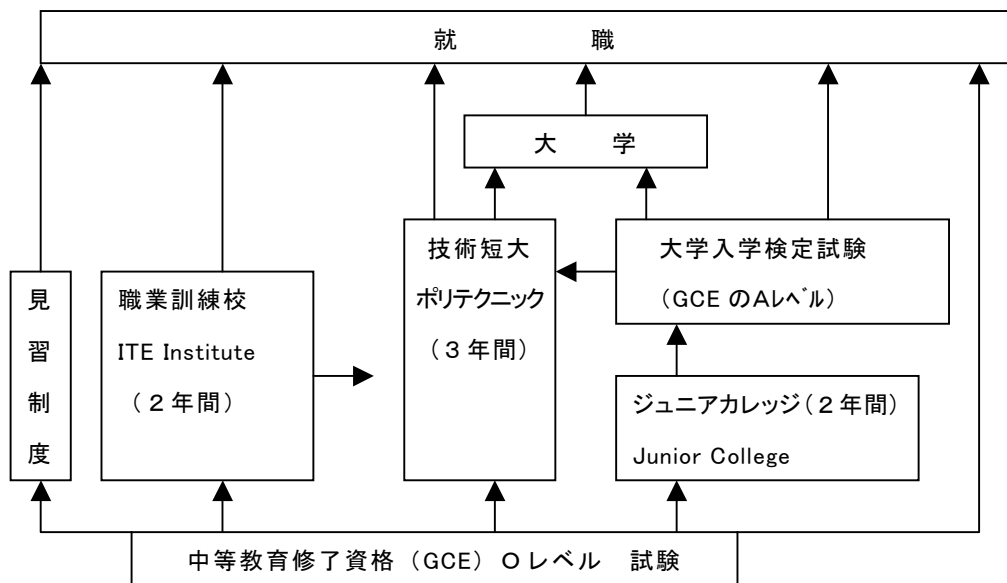 就　　職
大　　学
技術短大
ポリテクニック
（３年間）
大学入学検定試験
（GCE のAﾚﾍﾞﾙ）
見
習
制
度
職業訓練校
ITE Institute
（２年間）
ジュニアカレッジ（２年間）
Junior College
中等教育修了資格（GCE）Ｏレベル　試験